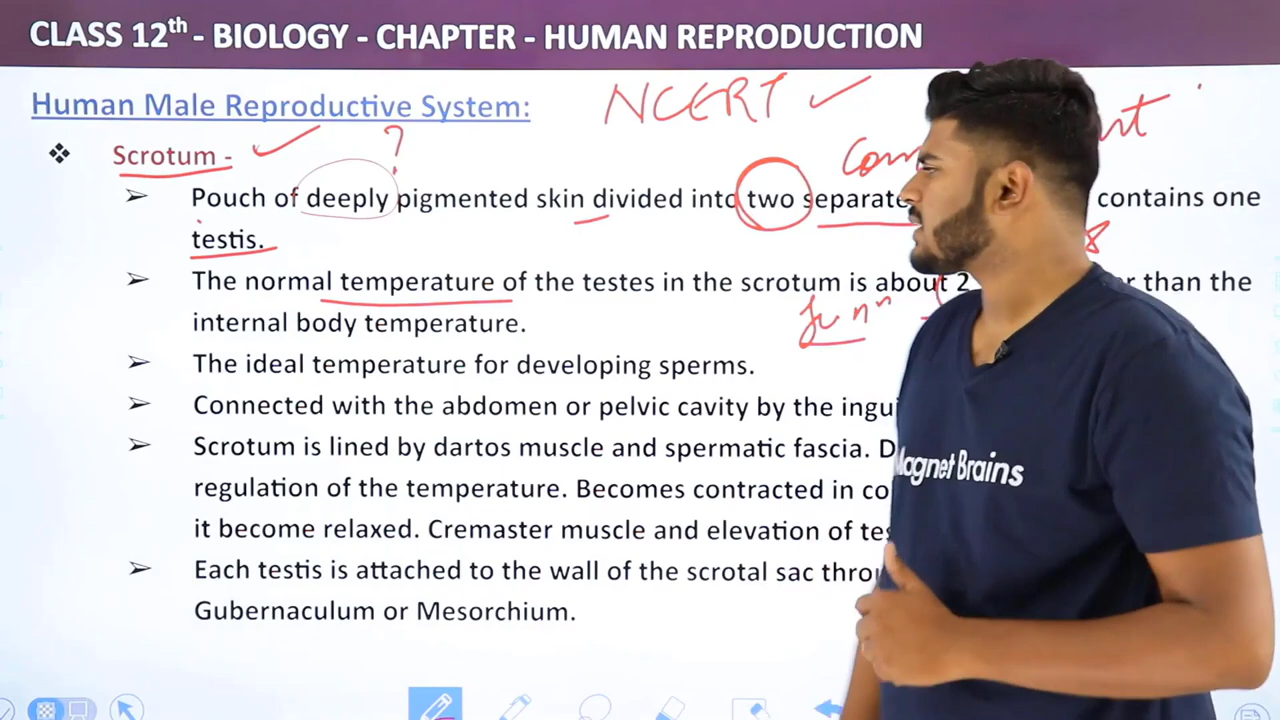 CLASS 12th - BIOLOGY - CHAPTER - HUMAN REPRODUCTION
Human Male Reproductive System:
NCERT
Scrotum -
?
Pouch of deeply pigmented skin divided into two separate contains one
testis.
The normal temperature of the testes in the scrotum is about 2 than the
internal body temperature.
The ideal temperature for developing sperms.
Connected with the abdomen or pelvic cavity by the
Scrotum is lined by dartos muscle and spermatic fascia.
regulation of the temperature. Becomes contracted in
it become relaxed. Cremaster muscle and elevation of
Each testis is attached to the wall of the scrotal sac
Gubernaculum or Mesorchium.
Magnet Brains